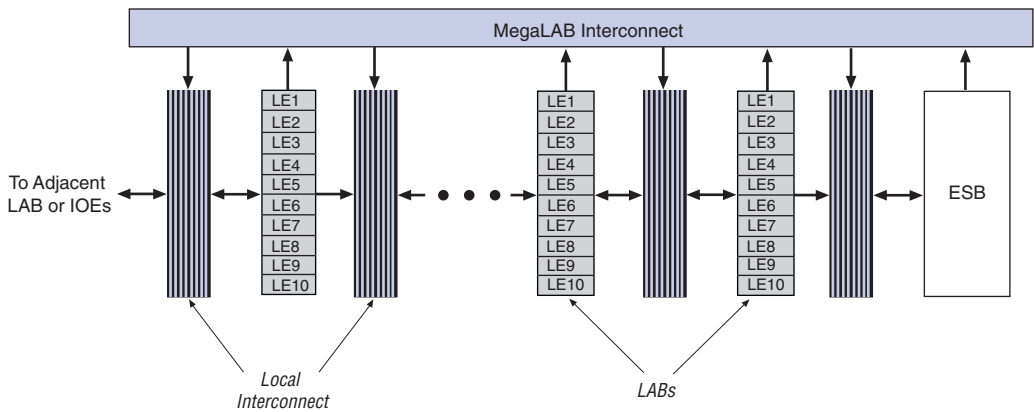 MegaLAB Interconnect
LE1
LE2
LE3
LE4
LE5
LE6
LE7
LE8
LE9
LE10
LE1
LE2
LE3
LE4
LE5
LE6
LE7
LE8
LE9
LE10
LE1
LE2
LE3
LE4
LE5
LE6
LE7
LE8
LE9
LE10
To Adjacent
LAB or IOEs
ESB
Local
Interconnect
LABs